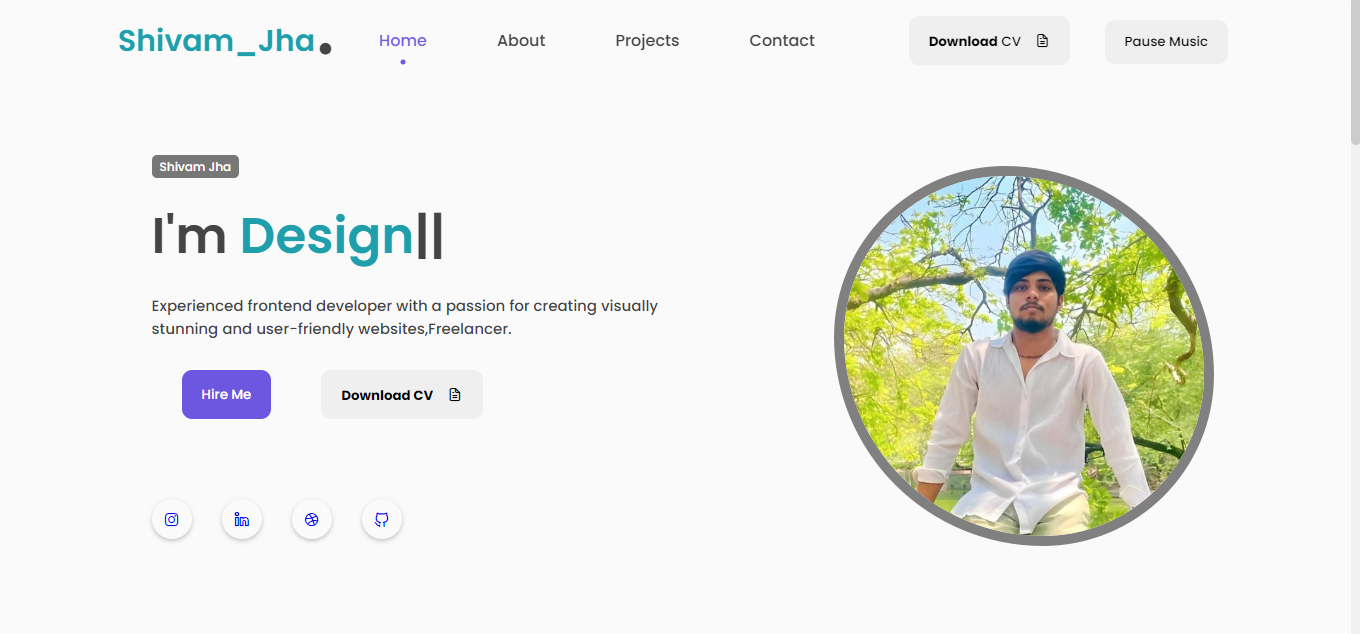 Shivam_Jha. Home About Projects Contact Download CV Pause Music
Shivam Jha
I'm Design||
Experienced frontend developer with a passion for creating visually
stunning and user-friendly websites,Freelancer.
Hire Me Download CV